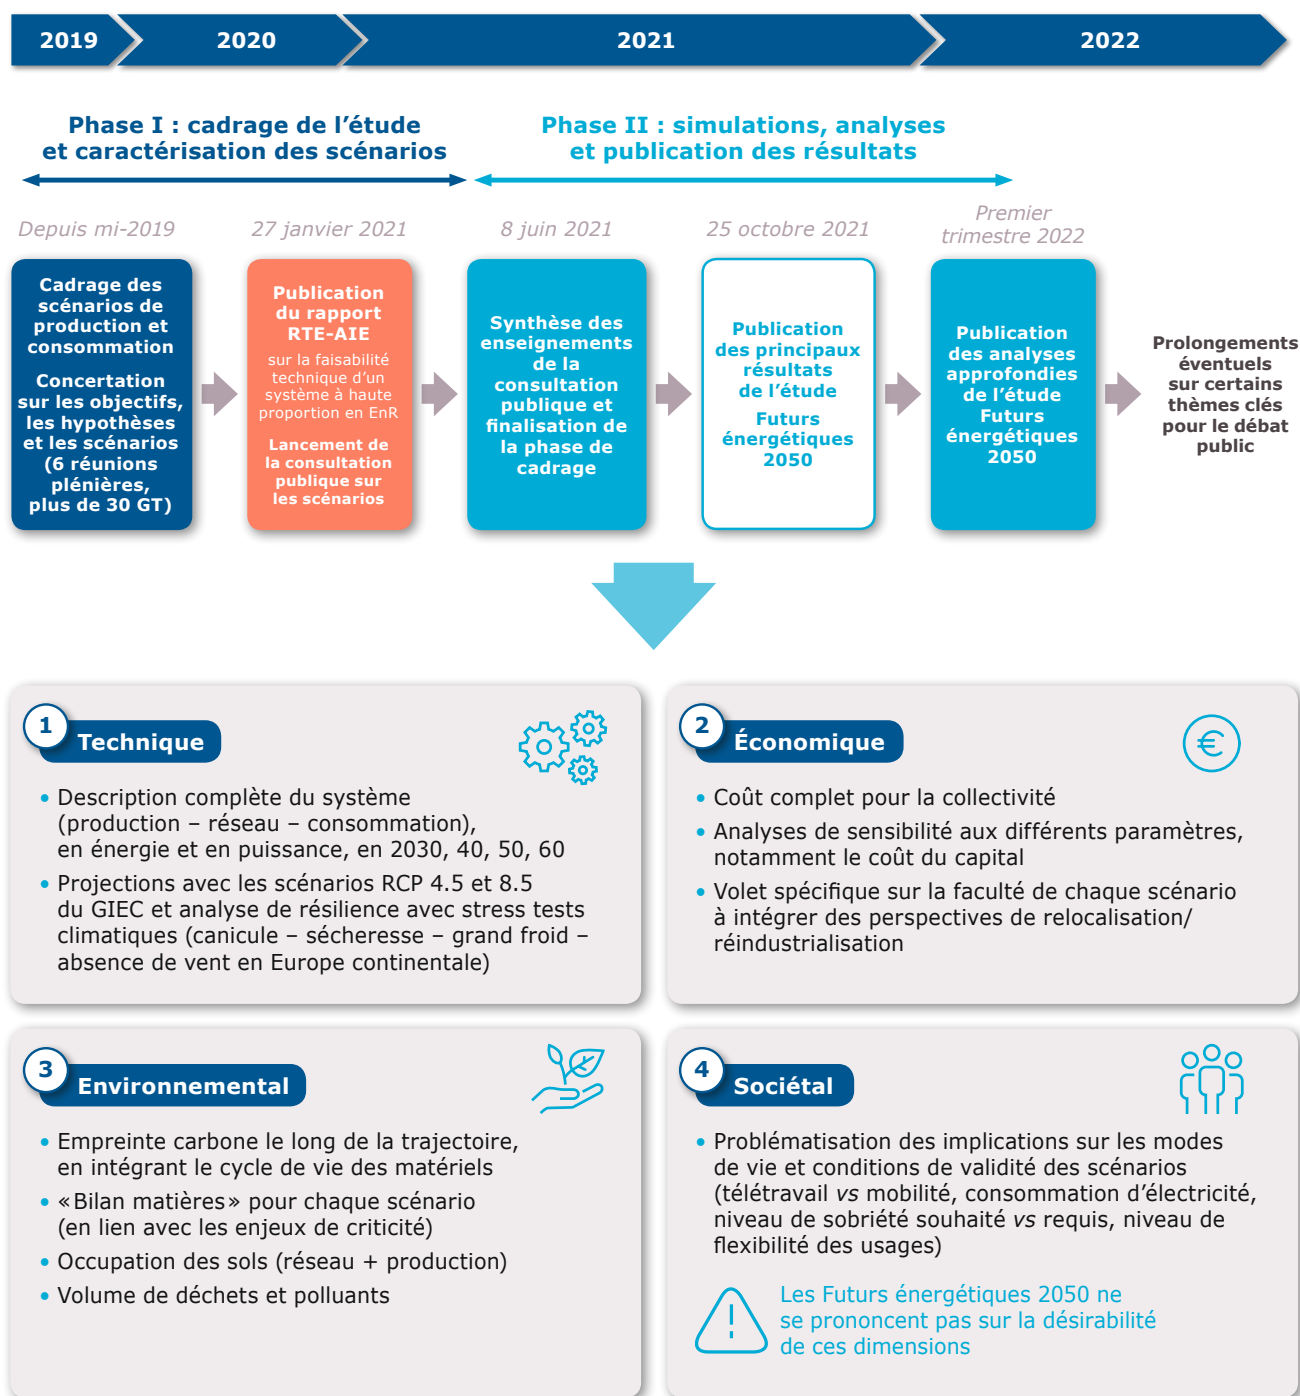 2019
2020
2021
2022
Phase I : cadrage de l’étude
et caractérisation des scénarios
Phase II : simulations, analyses
et publication des résultats
Depuis mi-2019
27 janvier 2021
8 juin 2021
25 octobre 2021
Premier
trimestre 2022
Cadrage des
scénarios de
production et
consommation
Concertation
sur les objectifs,
les hypothèses
et les scénarios
(6 réunions
plénières,
plus de 30 GT)
Publication
du rapport
RTE-AIE
sur la faisabilité
technique d’un
système à haute
proportion en EnR
Lancement de
la consultation
publique sur
les scénarios
Synthèse des
enseignements
de la
consultation
publique et
finalisation de
la phase de
cadrage
Publication
des principaux
résultats
de l’étude
Futurs
énergétiques
2050
Publication
des analyses
approfondies
de l’étude
Futurs
énergétiques
2050
Prolongements
éventuels
sur certains
thèmes clés
pour le débat
public
1
Technique
• Description complète du système
(production – réseau – consommation),
en énergie et en puissance, en 2030, 40, 50, 60
• Projections avec les scénarios RCP 4.5 et 8.5
du GIEC et analyse de résilience avec stress tests
climatiques (canicule – sécheresse – grand froid –
absence de vent en Europe continentale)
2
Économique
€
• Coût complet pour la collectivité
• Analyses de sensibilité aux différents paramètres,
notamment le coût du capital
• Volet spécifique sur la faculté de chaque scénario
à intégrer des perspectives de relocalisation/
réindustrialisation
3
Environnemental
• Empreinte carbone le long de la trajectoire,
en intégrant le cycle de vie des matériels
• «Bilan matières» pour chaque scénario
(en lien avec les enjeux de criticité)
• Occupation des sols (réseau + production)
• Volume de déchets et polluants
4
Sociétal
• Problématisation des implications sur les modes
de vie et conditions de validité des scénarios
(télétravail vs mobilité, consommation d’électricité,
niveau de sobriété souhaité vs requis, niveau de
flexibilité des usages)
!
Les Futurs énergétiques 2050 ne
se prononcent pas sur la désirabilité
de ces dimensions